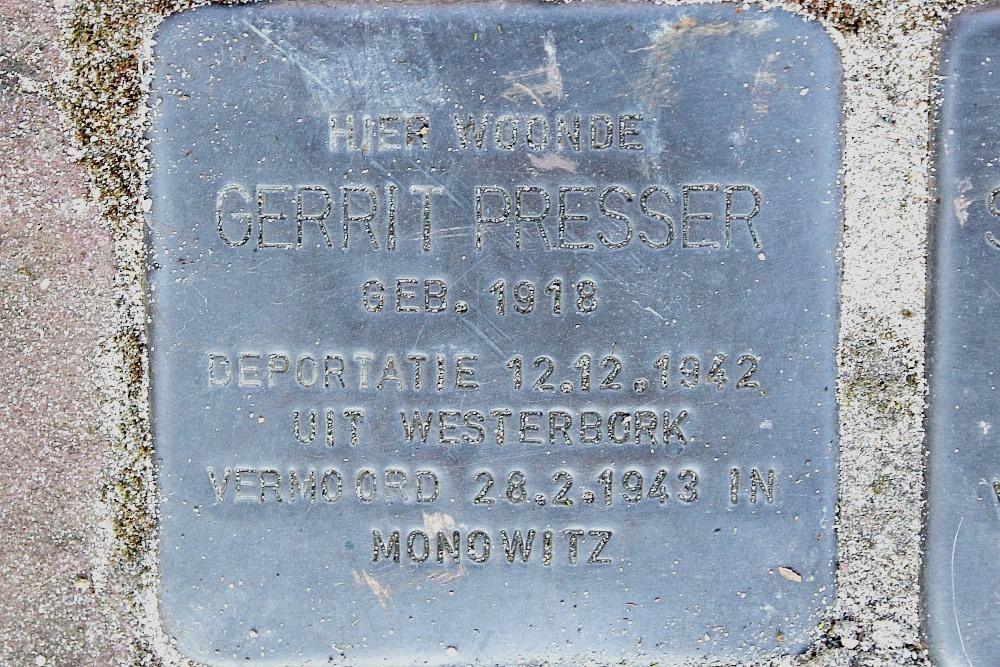 HIER WOONDE
GERRIT PRESSER
GEB. 1918
DEPORTATIE 12.12.1942
UIT WESTERBORK
VERMOORD 28.2.1943 IN
MONOWITZ